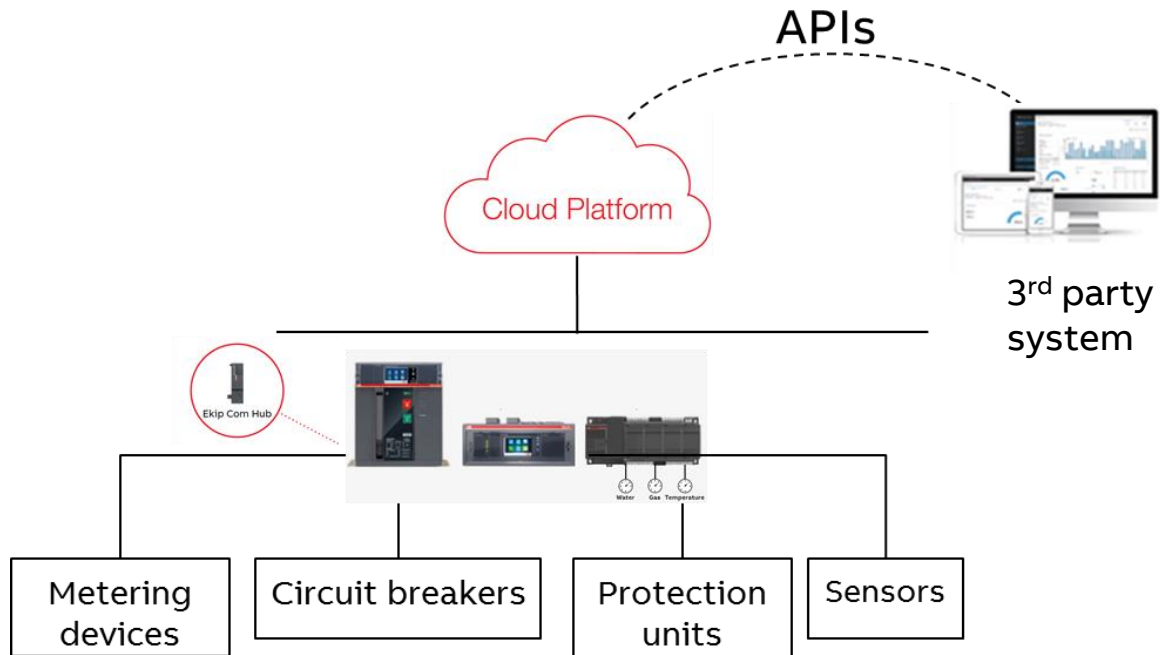 APIs
Cloud Platform
3rd party
system
Ekip Com Hub
Water Gas Temperature
Metering
devices
Circuit breakers
Protection
units
Sensors